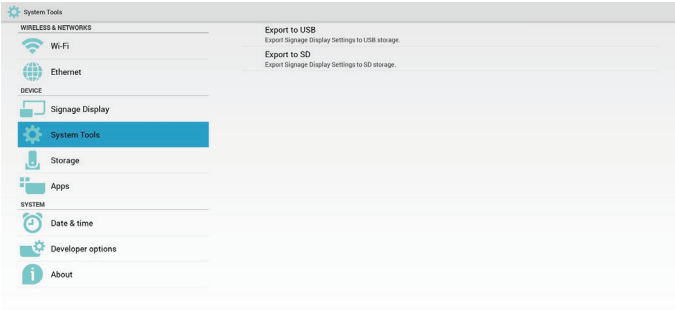 System Tools
WIRELESS & NETWORKS
Wi-Fi
Ethernet
DEVICE
Signage Display
System Tools
Storage
Apps
SYSTEM
Date & time
Developer options
About
Export to USB
Export Signage Display Settings to USB storage.
Export to SD
Export Signage Display Settings to SD storage.